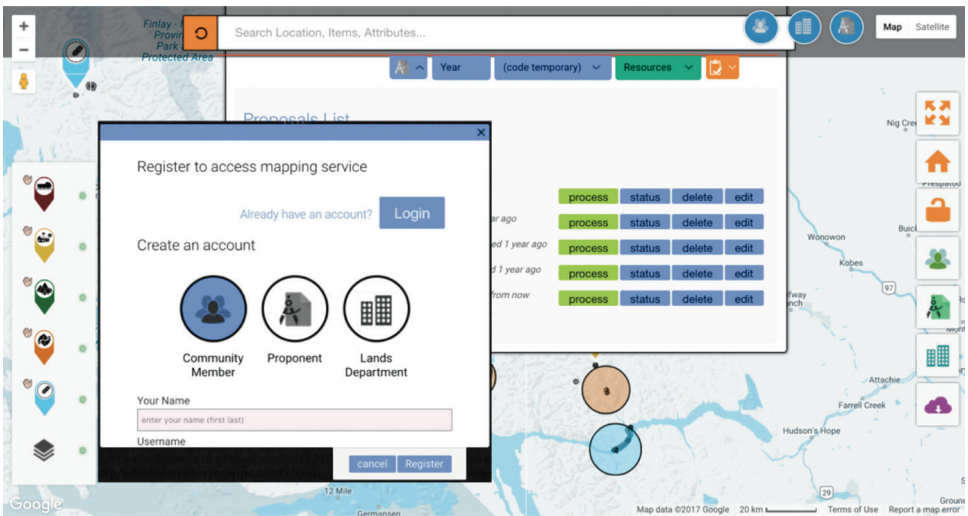 Finlay -
Provin
Park
Protected Area
Search Location, Items, Attributes...
Map Satellite
Year (code temporary) Resources
Proposals List
Nig Cree
Register to access mapping service
Already have an account? Login
Create an account
Community
Member
Proponent
Lands
Department
Your Name
enter your name (first last)
Username
cancel Register
process status delete edit
ar ago
process status delete edit
ed 1 year ago
process status delete edit
d 1 year ago
process status delete edit
from now
process status delete edit
Wonowon
Buick
Kobes
97
fway
nch
Mont
Attachie
Farrell Creek
Hudson's Hope
29
12 Mile
Germansen
Google
Map data ©2017 Google 20 km Terms of Use Report a map error
Groun